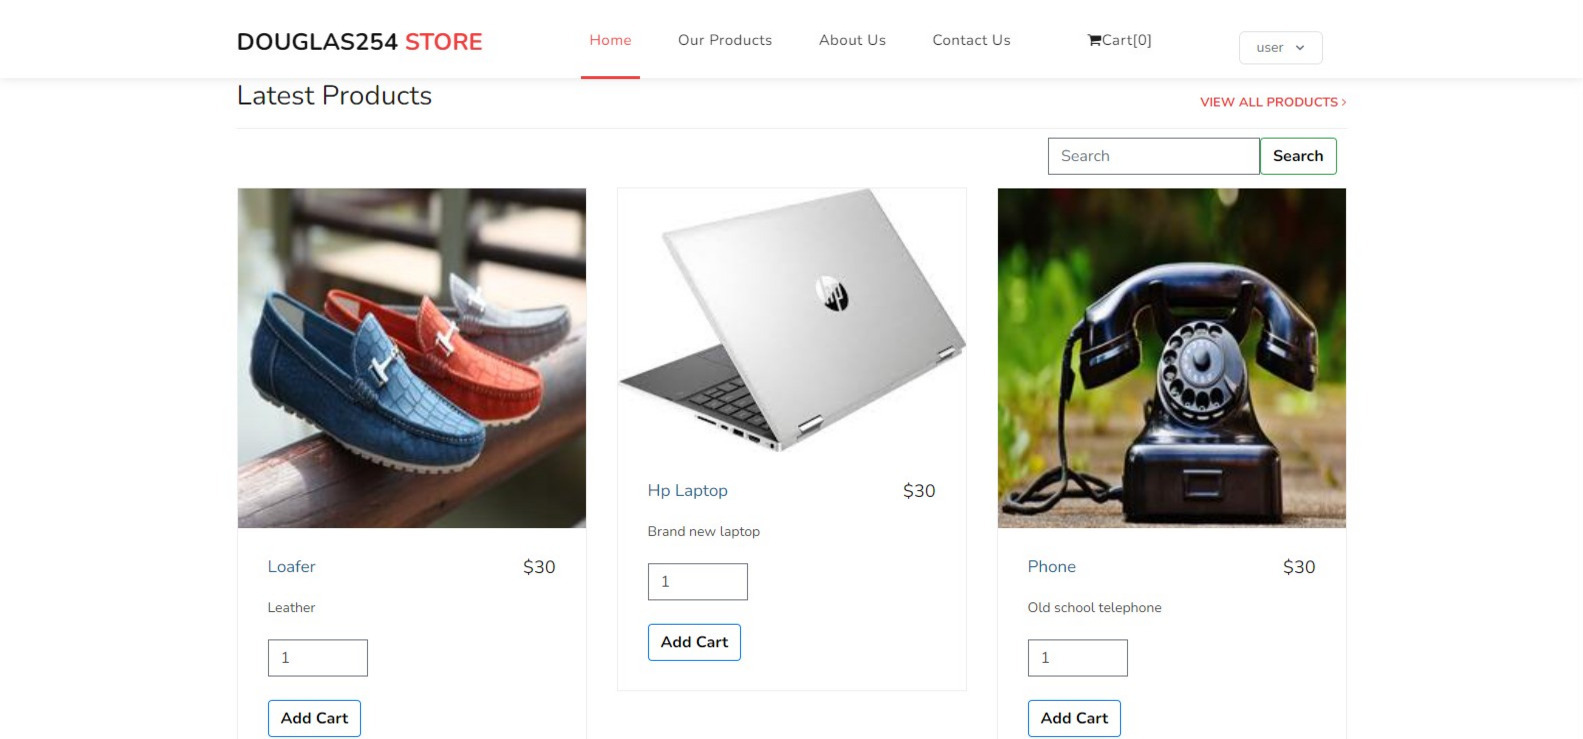 DOUGLAS254 STORE
Home Our Products About Us Contact Us Cart[0] user
Latest Products
VIEW ALL PRODUCTS
Search Search
hp
Loafer $30
Leather
1
Add Cart
Hp Laptop $30
Brand new laptop
1
Add Cart
Phone $30
Old school telephone
1
Add Cart